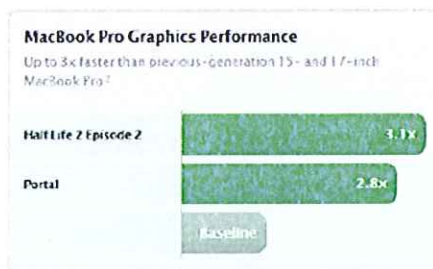 MacBook Pro Graphics Performance
Up to 3x faster than previous-generation 15- and 17-inch
MacBook Pro²
Half Life 2 Episode 2
3.1x
Portal
2.8x
Baseline